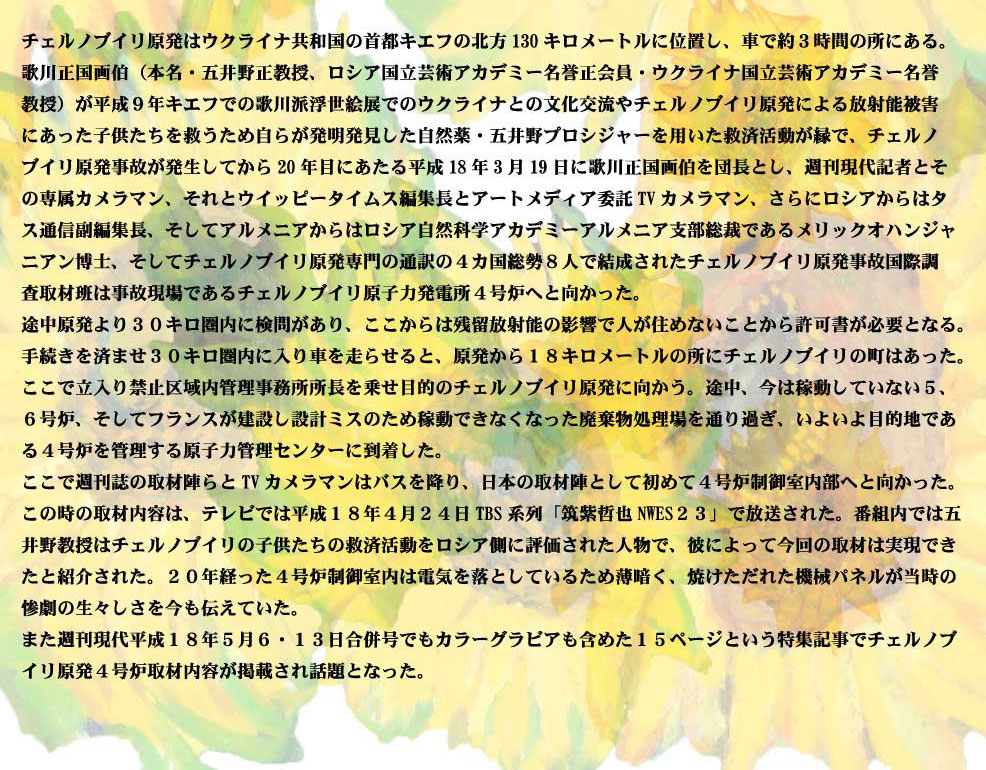 チェルノブイリ原発はウクライナ共和国の首都キエフの北方130キロメートルに位置し、車で約３時間の所にある。
歌川正国画伯（本名・五井野正教授、ロシア国立芸術アカデミー名誉正会員・ウクライナ国立芸術アカデミー名誉
教授）が平成９年キエフでの歌川派浮世絵展でのウクライナとの文化交流やチェルノブイリ原発による放射能被害
にあった子供たちを救うため自らが発明発見した自然薬・五井野プロシジャーを用いた救済活動が縁で、チェルノ
ブイリ原発事故が発生してから20年目にあたる平成18年3月19日に歌川正国画伯を団長とし、週刊現代記者とそ
の専属カメラマン、それとウイッピータイムス編集長とアートメディア委託TVカメラマン、さらにロシアからはタ
ス通信副編集長、そしてアルメニアからはロシア自然科学アカデミーアルメニア支部総裁であるメリックオハンジャ
ニアン博士、そしてチェルノブイリ原発専門の通訳の４カ国総勢８人で結成されたチェルノブイリ原発事故国際調
査取材班は事故現場であるチェルノブイリ原子力発電所４号炉へと向かった。
途中原発より３０キロ圏内に検問があり、ここからは残留放射能の影響で人が住めないことから許可書が必要となる。
手続きを済ませ３０キロ圏内に入り車を走らせると、原発から１８キロメートルの所にチェルノブイリの町はあった。
ここで立入り禁止区域内管理事務所所長を乗せ目的のチェルノブイリ原発に向かう。途中、今は稼動していない５、
６号炉、そしてフランスが建設し設計ミスのため稼動できなくなった廃棄物処理場を通り過ぎ、いよいよ目的地であ
る４号炉を管理する原子力管理センターに到着した。
ここで週刊誌の取材陣らとTVカメラマンはバスを降り、日本の取材陣として初めて４号炉制御室内部へと向かった。
この時の取材内容は、テレビでは平成１８年４月２４日TBS系列「筑紫哲也NWES２３」で放送された。番組内では五
井野教授はチェルノブイリの子供たちの救済活動をロシア側に評価された人物で、彼によって今回の取材は実現でき
たと紹介された。２０年経った４号炉制御室内は電気を落としているため薄暗く、焼けただれた機械パネルが当時の
惨劇の生々しさを今も伝えていた。
また週刊現代平成１８年５月６・１３日合併号でもカラーグラビアも含めた１５ページという特集記事でチェルノブ
イリ原発４号炉取材内容が掲載され話題となった。